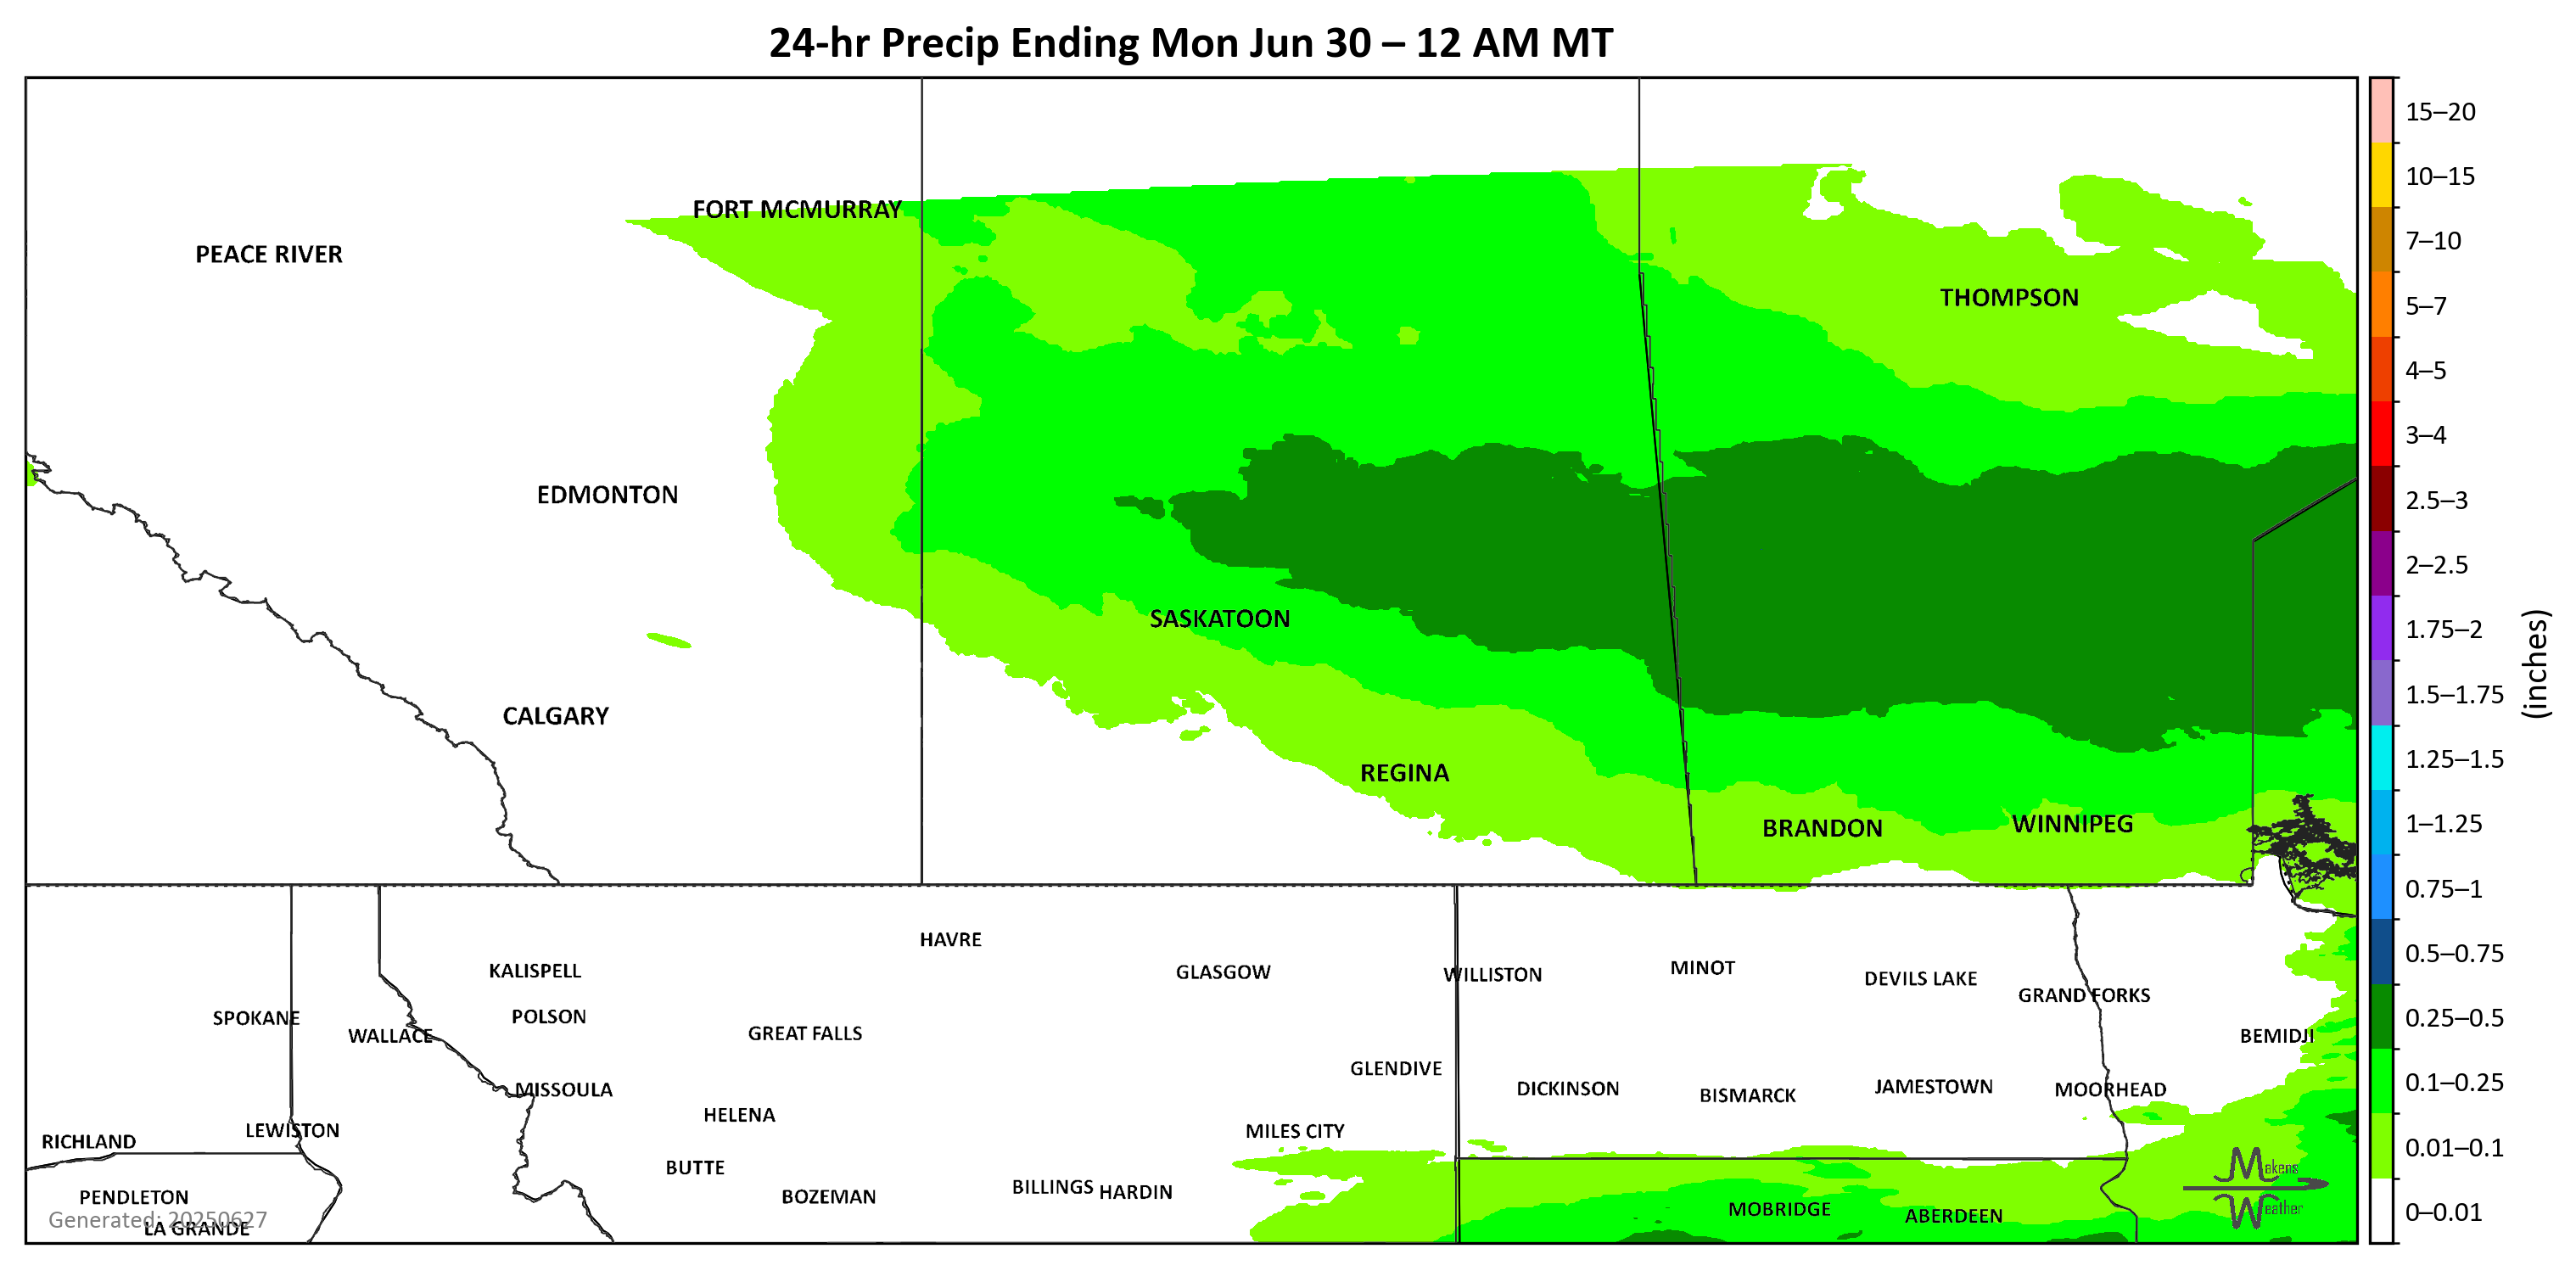 24-hr Precip Ending Mon Jun 30 – 12 AM MT
FORT MCMURRAY
PEACE RIVER
THOMPSON
EDMONTON
SASKATOON
CALGARY
REGINA
BRANDON
WINNIPEG
HAVRE
KALISPELL
GLASGOW
WILLISTON
MINOT
DEVILS LAKE
GRAND FORKS
SPOKANE
POLSON
WALLACE
GREAT FALLS
BEMIDJI
GLENDIVE
MISSOULA
DICKINSON
BISMARCK
JAMESTOWN
MOORHEAD
HELENA
LEWISTON
MILES CITY
RICHLAND
BUTTE
PENDLETON
BOZEMAN
BILLINGS
HARDIN
MOBRIDGE
ABERDEEN
Generated: 20250627
LA GRANDE
Makens
Weather
15–20
10–15
7–10
5–7
4–5
3–4
2.5–3
2–2.5
1.75–2
1.5–1.75
1.25–1.5
1–1.25
0.75–1
0.5–0.75
0.25–0.5
0.1–0.25
0.01–0.1
0–0.01
(inches)